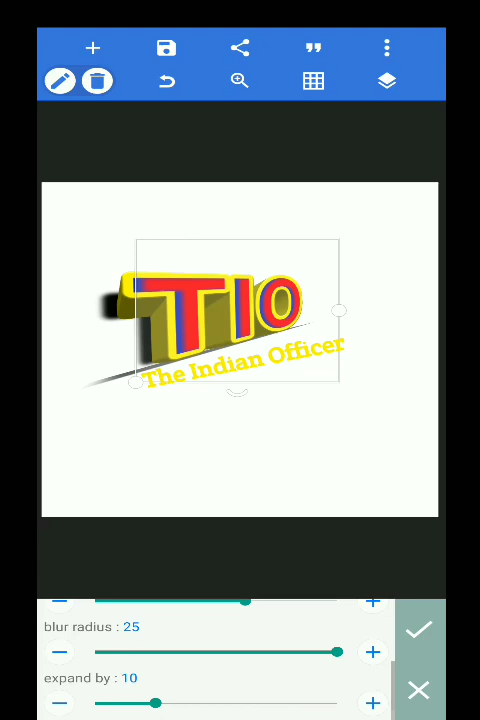 TIO
The Indian Officer
blur radius : 25
expand by : 10